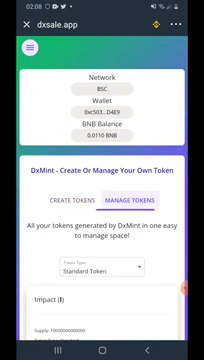 02:08
dxsale.app
Network
BSC
Wallet
0xc503...D4E9
BNB Balance
0.0110 BNB
DxMint - Create Or Manage Your Own Token
CREATE TOKENS
MANAGE TOKENS
All your tokens generated by DxMint in one easy
to manage space!
Token Type
Standard Token
Impact (I)
Supply: 10000000000000